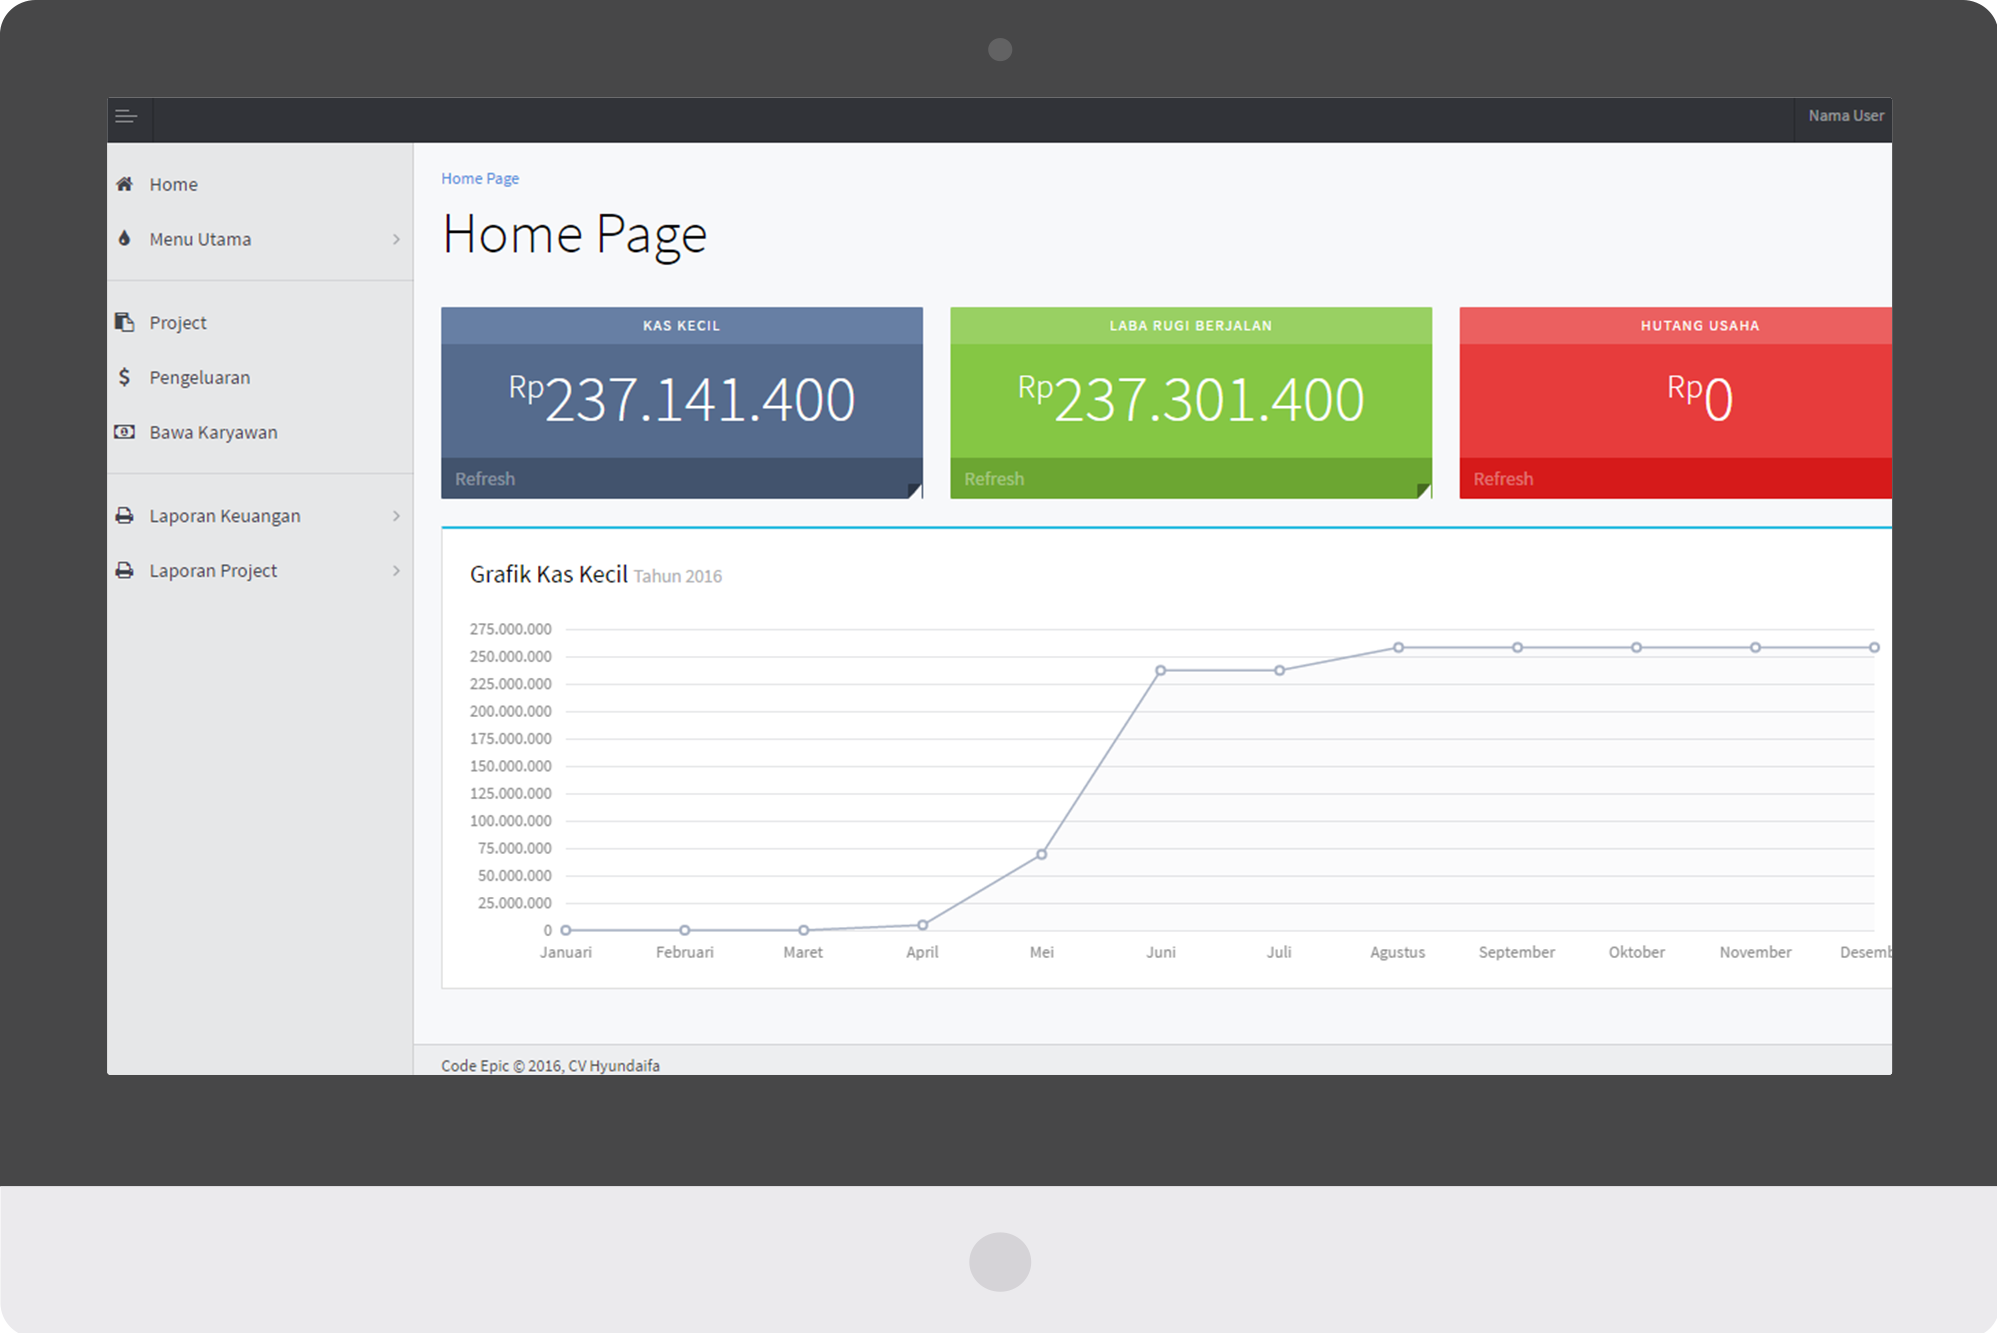 Nama User
Home
Menu Utama
Project
Pengeluaran
Bawa Karyawan
Laporan Keuangan
Laporan Project
Home Page
Home Page
KAS KECIL
Rp237.141.400
Refresh
LABA RUGI BERJALAN
Rp237.301.400
Refresh
HUTANG USAHA
Rp0
Refresh
Grafik Kas Kecil Tahun 2016
275.000.000
250.000.000
225.000.000
200.000.000
175.000.000
150.000.000
125.000.000
100.000.000
75.000.000
50.000.000
25.000.000
0
Januari Februari Maret April Mei Juni Juli Agustus September Oktober November Desemb
Code Epic © 2016, CV Hyundaifa